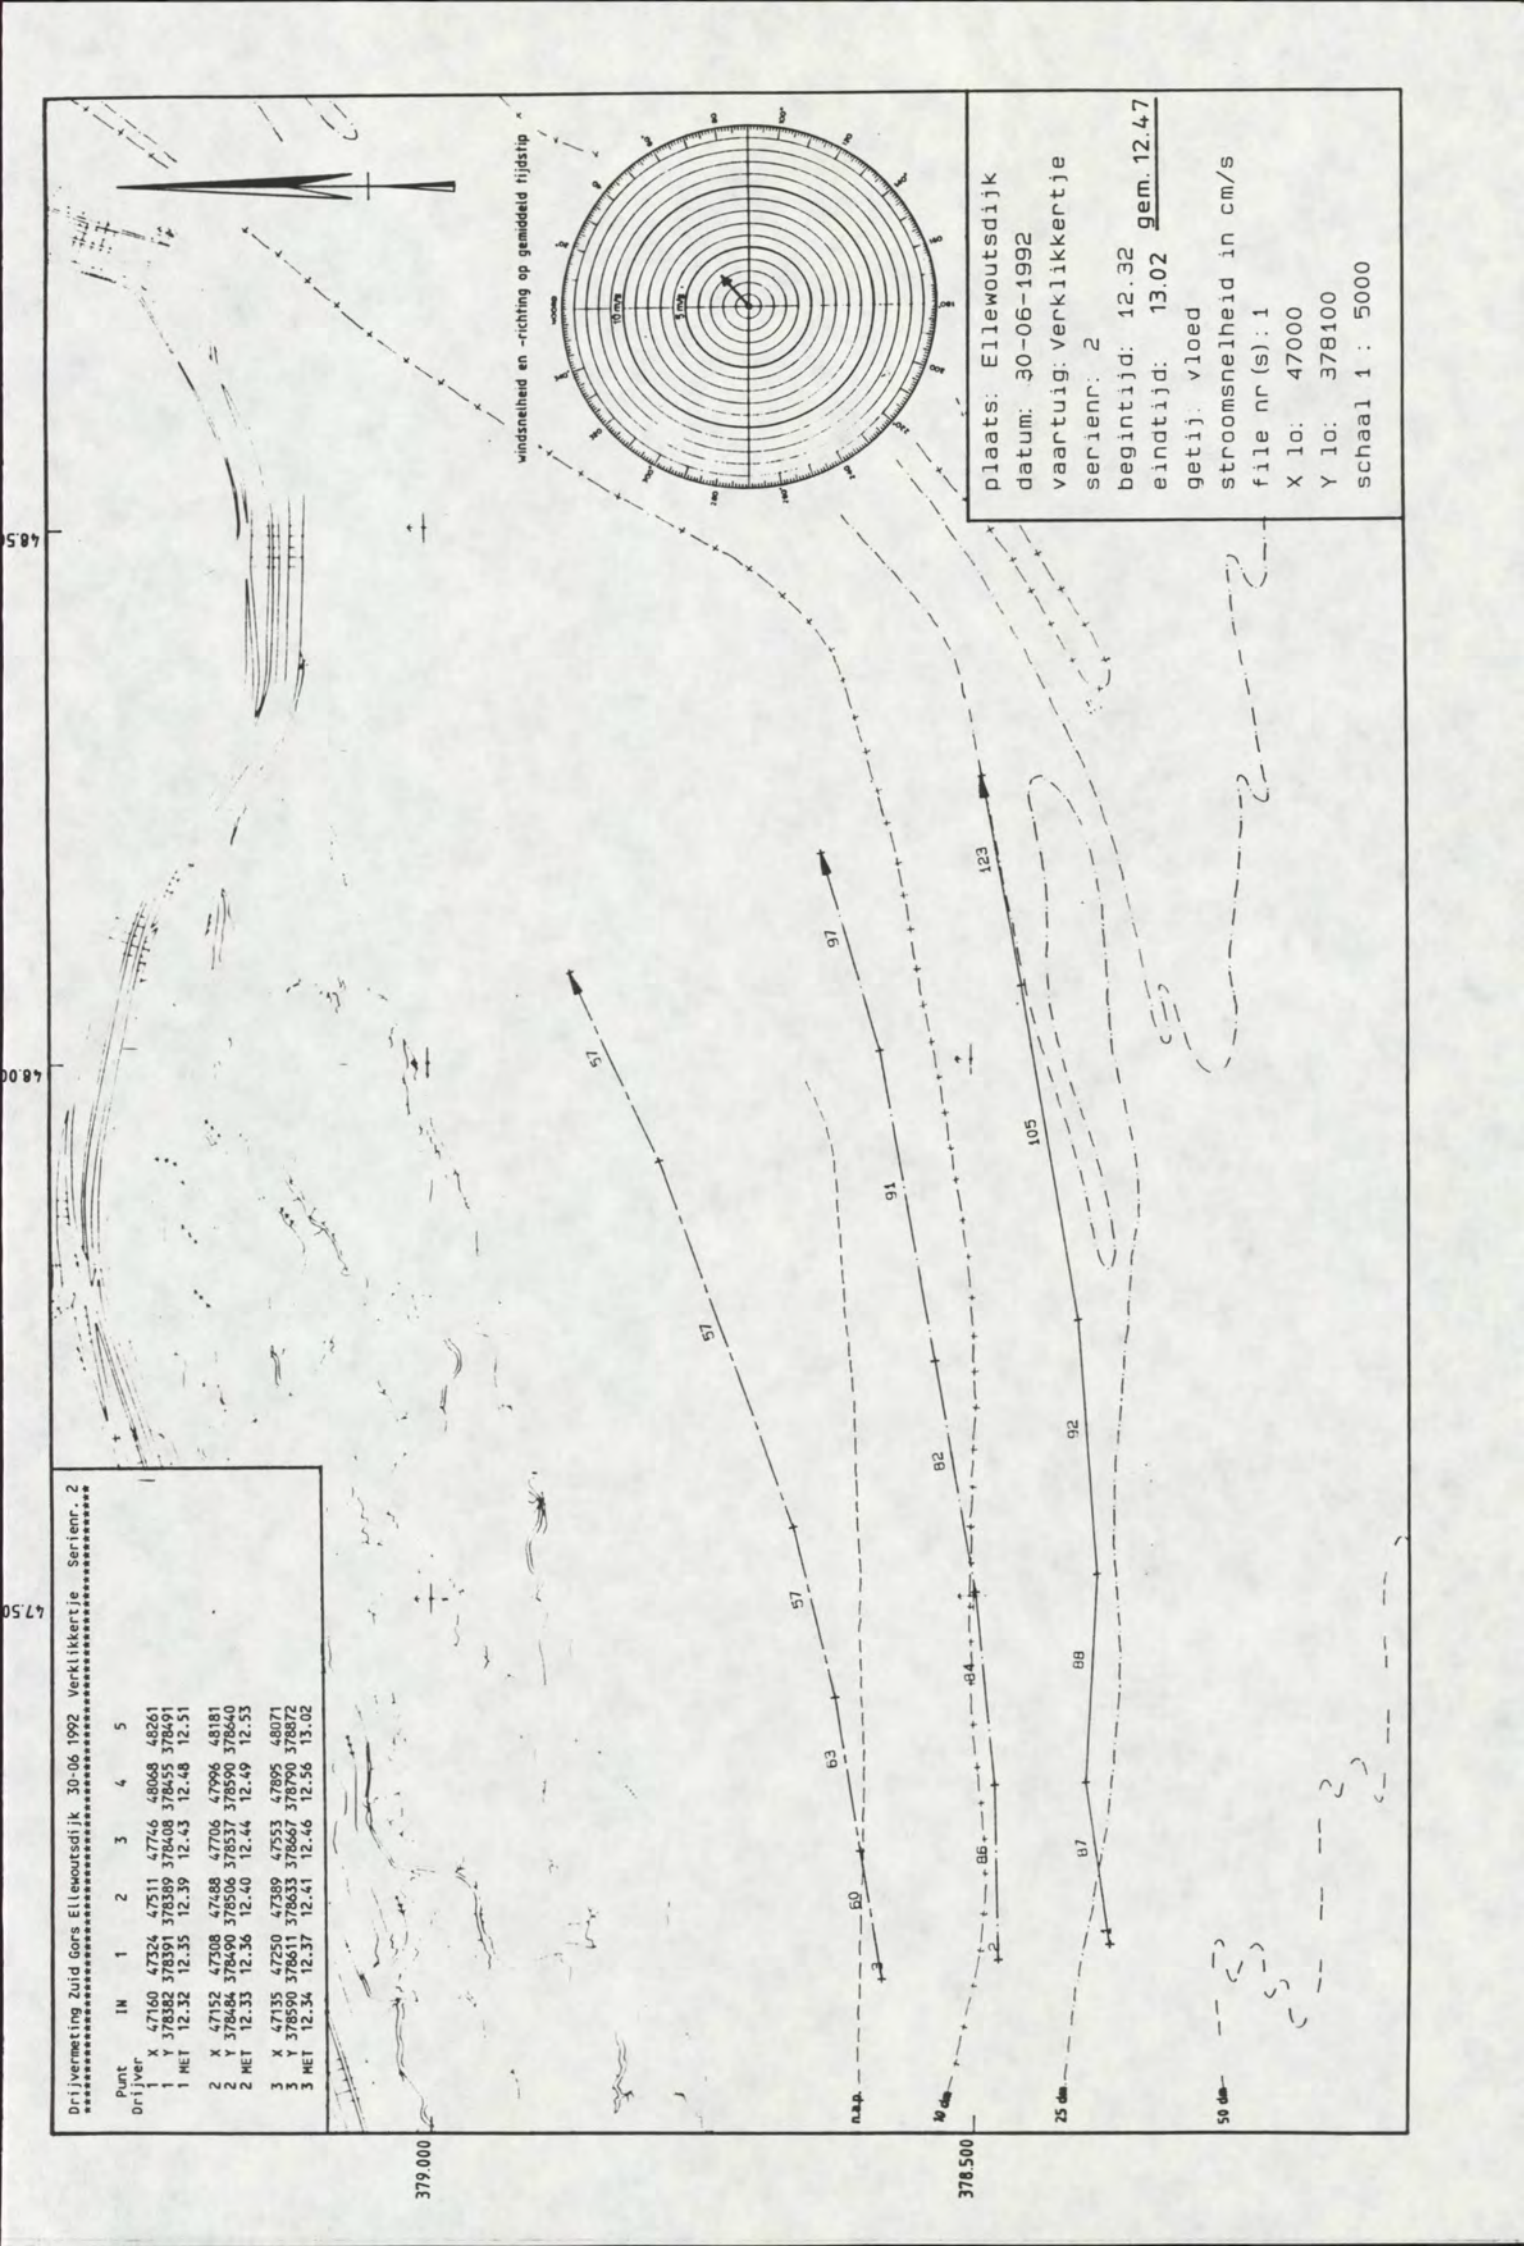 Drijvermeting Zuid Gors Ellewoutsdijk 30-06 1992 Verklikkertje Serienr. 2
Punt IN 1 2 3 4 5
Drijver
1 X 47160 47324 47511 47746 48068 48261
1 Y 378382 378391 378389 378408 378455 378491
1 MET 12.32 12.35 12.39 12.43 12.48 12.51
2 X 47152 47308 47488 47706 47996 48181
2 Y 378484 378490 378506 378537 378590 378640
2 MET 12.33 12.36 12.40 12.44 12.49 12.53
3 X 47135 47250 47389 47553 47895 48071
3 Y 378590 378611 378633 378667 378790 378872
3 MET 12.34 12.37 12.41 12.46 12.56 13.02
windsnelheid en -richting op gemiddeld tijdstip
NOORD
10 m/s
5 m/s
plaats: Ellewoutsdijk
datum: 30-06-1992
vaartuig: Verklikkertje
serienr: 2
begintijd: 12.32
eindtijd: 13.02 gem. 12.47
getij: vloed
stroomsnelheid in cm/s
file nr(s): 1
X lo: 47000
Y lo: 378100
schaal 1 : 5000
379.000
378.500
n.a.p.
10 dm
25 dm
50 dm
3
60
63
57
57
57
2
86
84
82
91
97
1
87
88
92
105
123